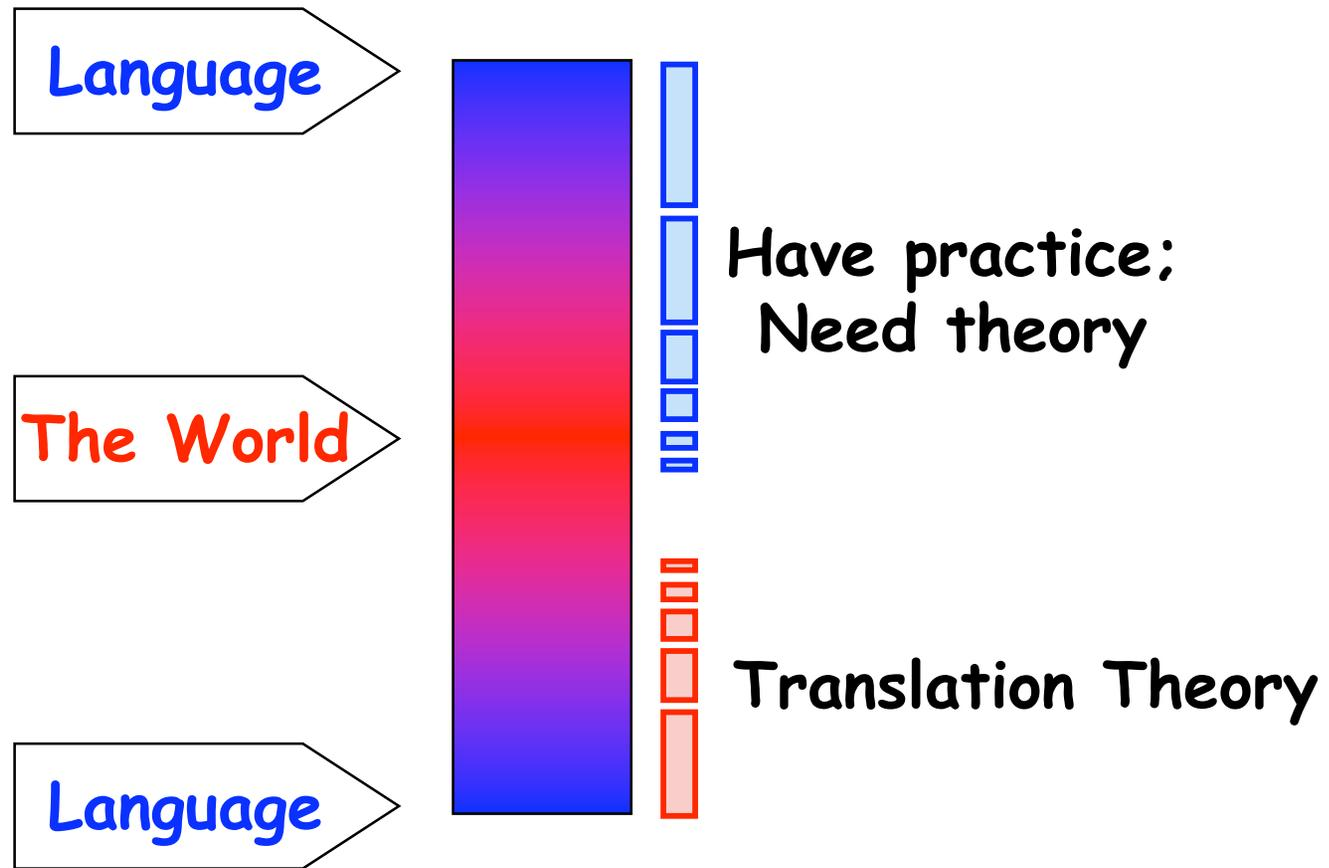 Language
Have practice;
Need theory
The World
Translation Theory
Language